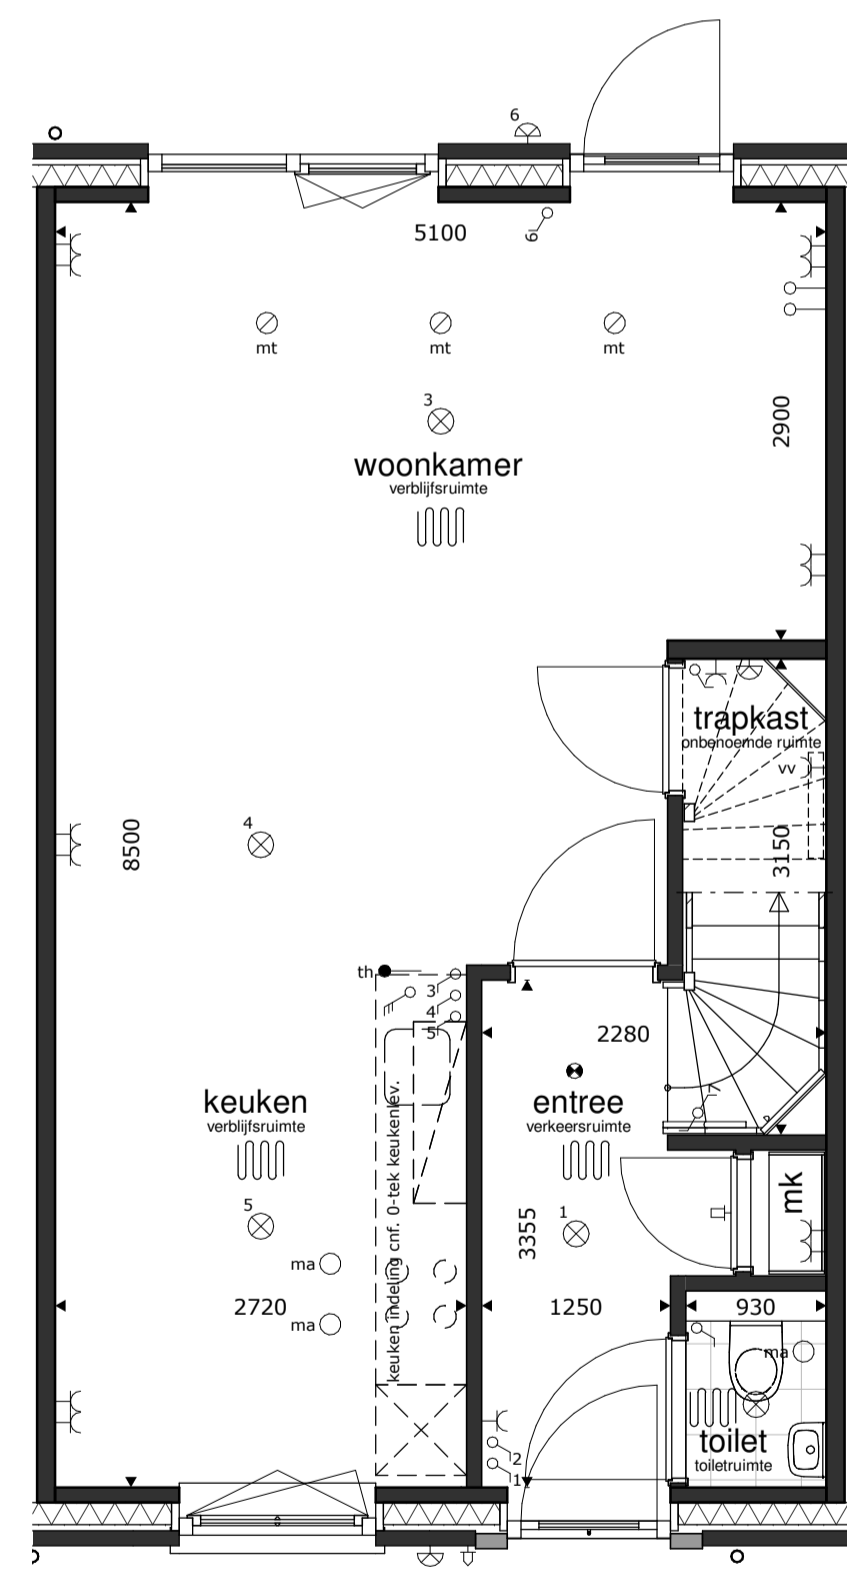 6
5100
6
mt
mt
mt
3
2900
woonkamer
verblijfsruimte
trapkast
onbenoemde ruimte
vv
4
8500
3150
th
3
4
5
2280
7
keuken
verblijfsruimte
entree
verkeersruimte
keuken indeling cnf. 0-tek keukenlev.
mk
5
1
3355
ma
2720
1250
930
ma
ma
toilet
toiletruimte
2
1